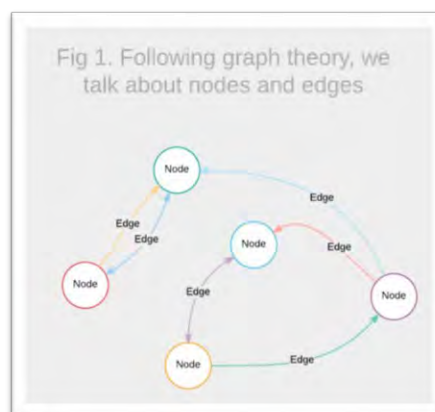 Fig 1. Following graph theory, we
talk about nodes and edges
Node
Edge
Edge
Edge
Node
Edge
Node
Edge
Node
Edge
Node